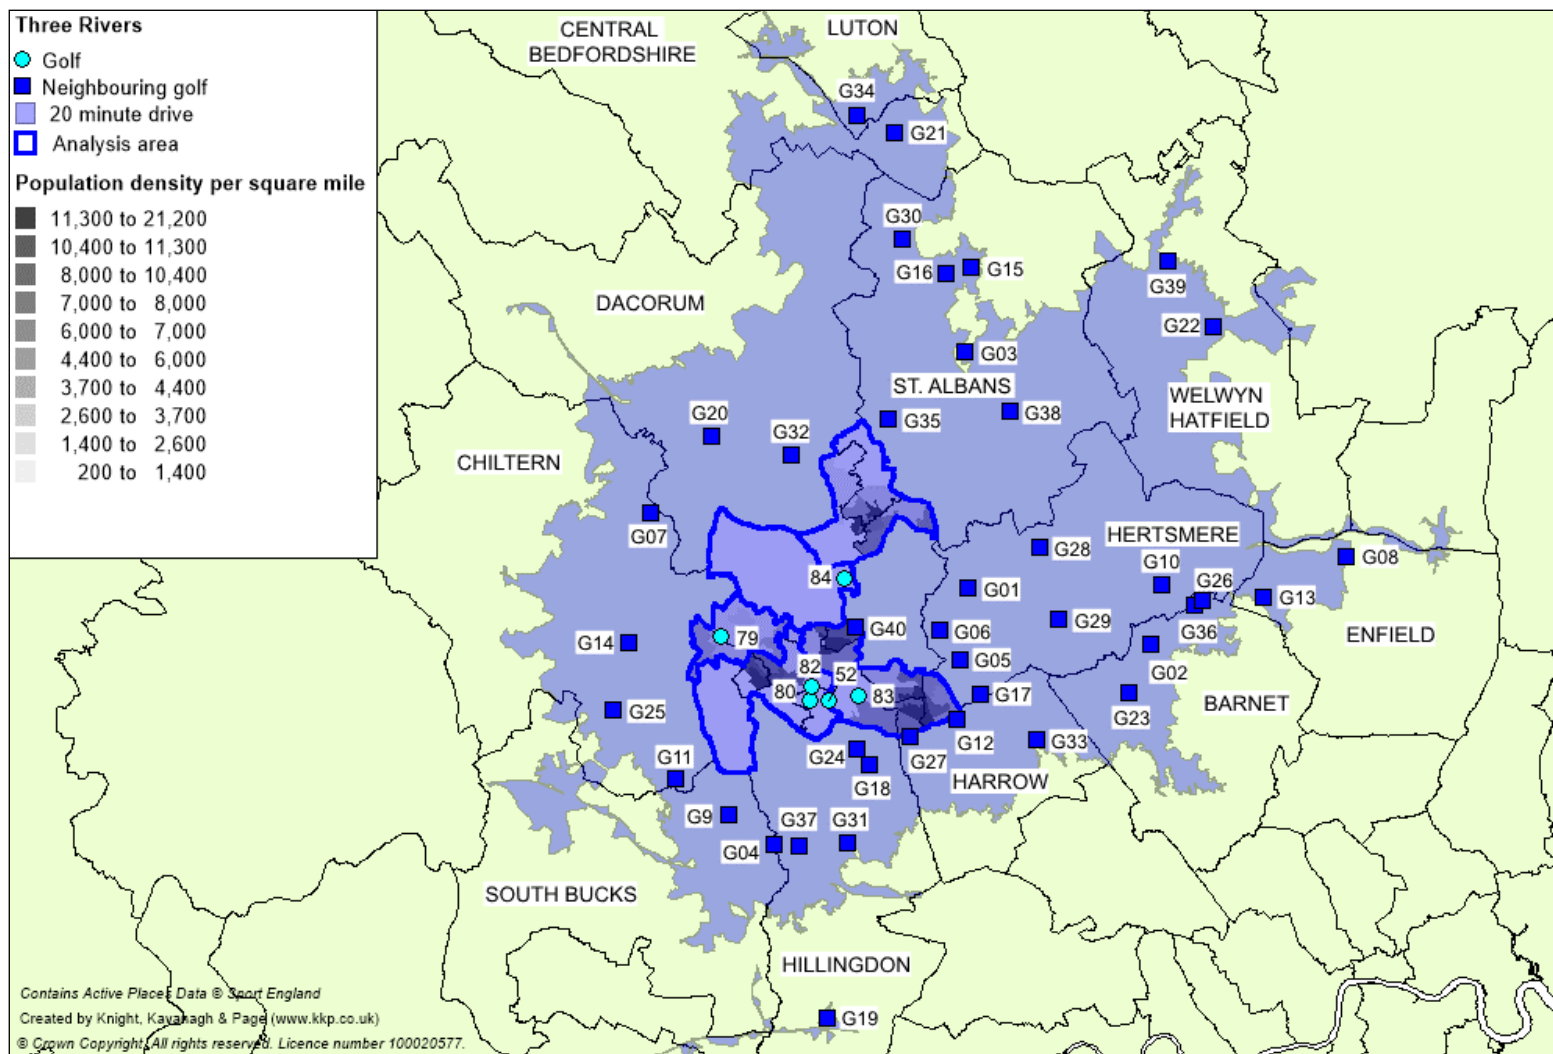 Three Rivers
Golf
Neighbouring golf
20 minute drive
Analysis area
Population density per square mile
11,300 to 21,200
10,400 to 11,300
8,000 to 10,400
7,000 to 8,000
6,000 to 7,000
4,400 to 6,000
3,700 to 4,400
2,600 to 3,700
1,400 to 2,600
200 to 1,400
CENTRAL
BEDFORDSHIRE
LUTON
G34
G21
G30
G16
G15
G39
G22
DACORUM
G03
ST. ALBANS
WELWYN
HATFIELD
G20
G32
G35
G38
CHILTERN
G07
HERTSMERE
G28
G08
84
G10
G26
G01
G13
G36
G29
G06
G40
ENFIELD
G14
79
G05
G02
82
52
80
83
G17
G23
BARNET
G25
G12
G33
G27
G24
G11
G18
HARROW
G9
G37
G31
G04
SOUTH BUCKS
HILLINGDON
G19
Contains Active Places Data © Sport England
Created by Knight, Kavanagh & Page (www.kkp.co.uk)
© Crown Copyright. All rights reserved. Licence number 100020577.